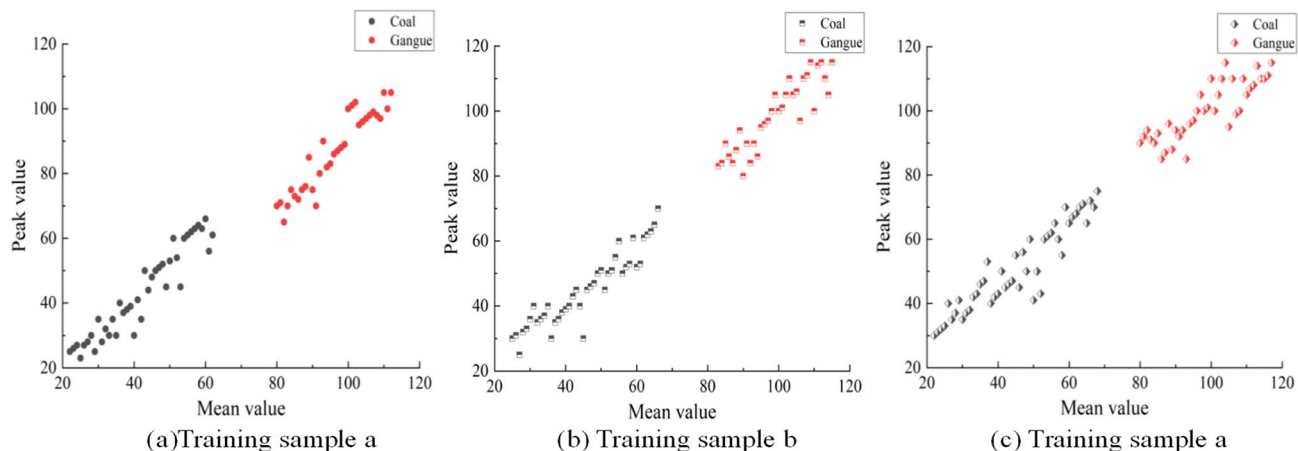 Coal
Gangue
120
100
80
60
40
20
Peak value
20 40 60 80 100 120
Mean value
(a)Training sample a
Coal
Gangue
120
100
80
60
40
20
Peak value
20 40 60 80 100 120
Mean value
(b) Training sample b
Coal
Gangue
120
100
80
60
40
20
Peak value
20 40 60 80 100 120
Mean value
(c) Training sample a